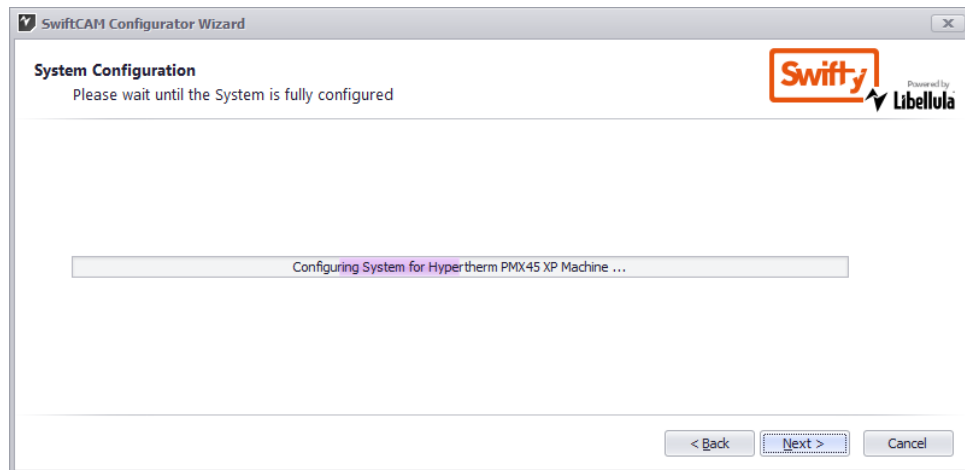 SwiftCAM Configurator Wizard
System Configuration
Please wait until the System is fully configured
Swifty
Powered by
Libellula
Configuring System for Hypertherm PMX45 XP Machine ...
< Back
Next >
Cancel